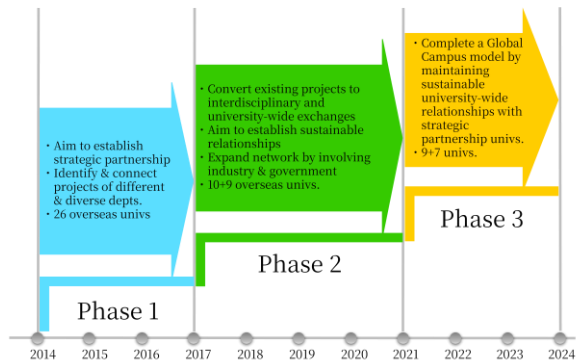 ・Aim to establish
strategic partnership
・Identify & connect
projects of different
& diverse depts.
・26 overseas univs
Phase 1
・Convert existing projects to
interdisciplinary and
university-wide exchanges
・Aim to establish sustainable
relationships
・Expand network by involving
industry & government
・10+9 overseas univs.
Phase 2
・Complete a Global
Campus model by
maintaining
sustainable
university-wide
relationships with
strategic
partnership univs.
・9+7 univs.
Phase 3
2014 2015 2016 2017 2018 2019 2020 2021 2022 2023 2024